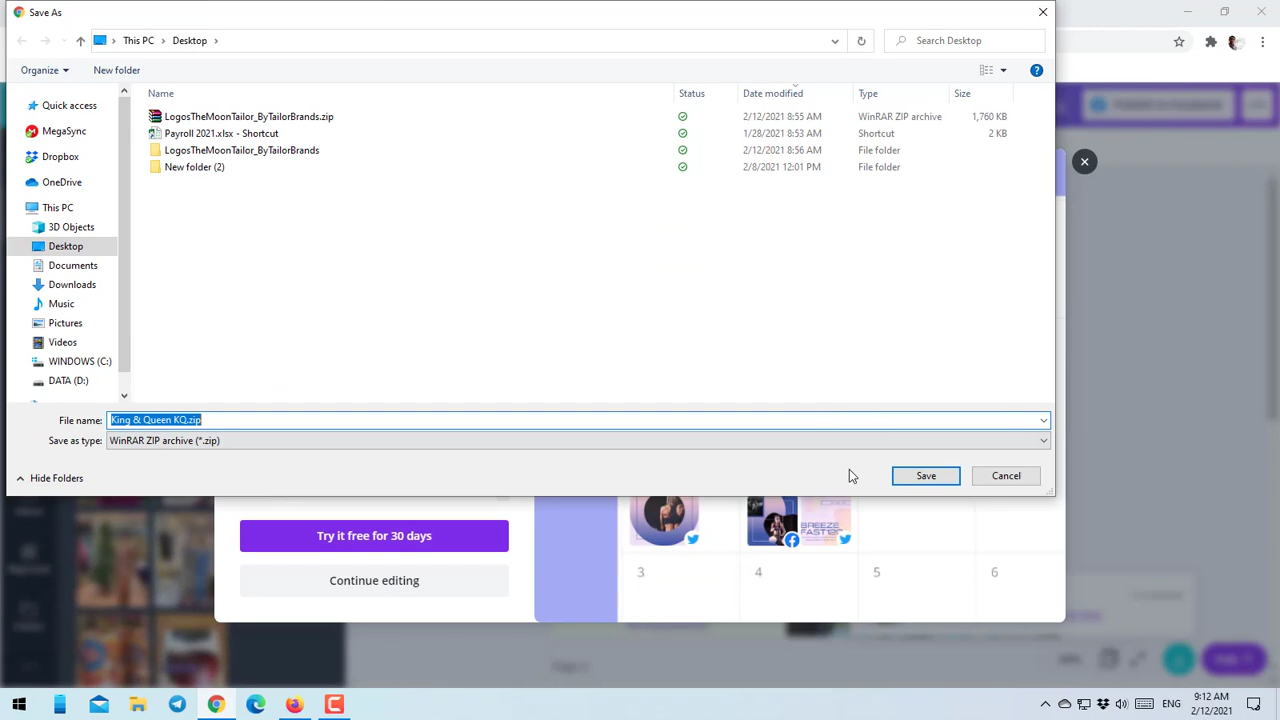 Save As
This PC
Desktop
Search Desktop
Organize
New folder
Name
Status
Date modified
Type
Size
LogosTheMoonTailor_ByTailorBrands.zip
2/12/2021 8:55 AM
WinRAR ZIP archive
1,760 KB
Payroll 2021.xlsx - Shortcut
1/28/2021 8:53 AM
Shortcut
2 KB
LogosTheMoonTailor_ByTailorBrands
2/12/2021 8:56 AM
File folder
New folder (2)
2/8/2021 12:01 PM
File folder
Quick access
MegaSync
Dropbox
OneDrive
This PC
3D Objects
Desktop
Documents
Downloads
Music
Pictures
Videos
WINDOWS (C:)
DATA (D:)
File name:
King & Queen KQ.zip
Save as type:
WinRAR ZIP archive (*.zip)
Hide Folders
Save
Cancel
BREEZE
Try it free for 30 days
Continue editing
3
4
5
6
ENG
9:12 AM
2/12/2021